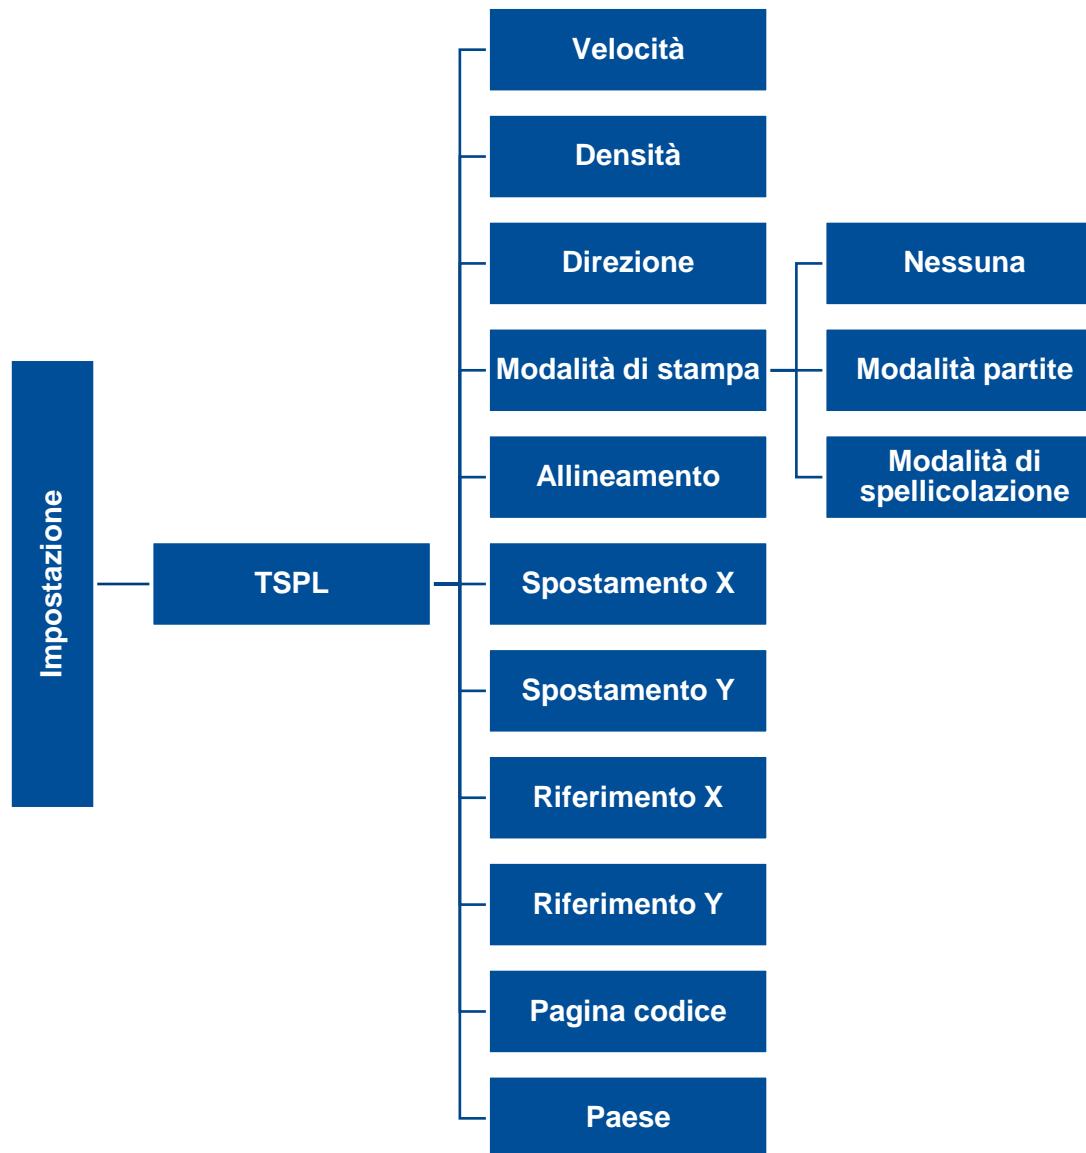 Velocità
Densità
Direzione
Nessuna
Modalità di stampa
Modalità partite
Allineamento
Modalità di
spellicolazione
Impostazione
TSPL
Spostamento X
Spostamento Y
Riferimento X
Riferimento Y
Pagina codice
Paese